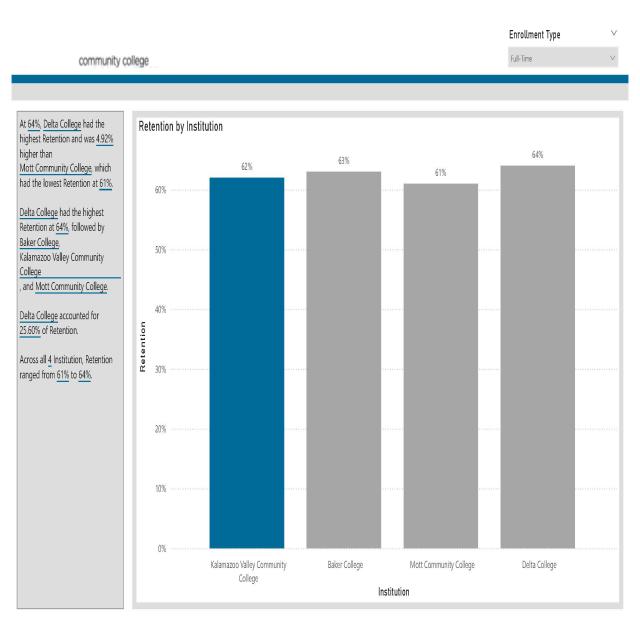 Enrollment Type
community college
Full-Time
At 64%, Delta College had the
highest Retention and was 4.92%
higher than
Mott Community College, which
had the lowest Retention at 61%.
Delta College had the highest
Retention at 64%, followed by
Baker College,
Kalamazoo Valley Community
College
, and Mott Community College.
Delta College accounted for
25.60% of Retention.
Across all 4 Institution, Retention
ranged from 61% to 64%.
Retention by Institution
62%
63%
61%
64%
60%
50%
40%
30%
20%
10%
0%
Retention
Kalamazoo Valley Community
College
Baker College
Mott Community College
Delta College
Institution